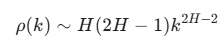 ρ(k) ∼ H(2H − 1)k^{2H−2}